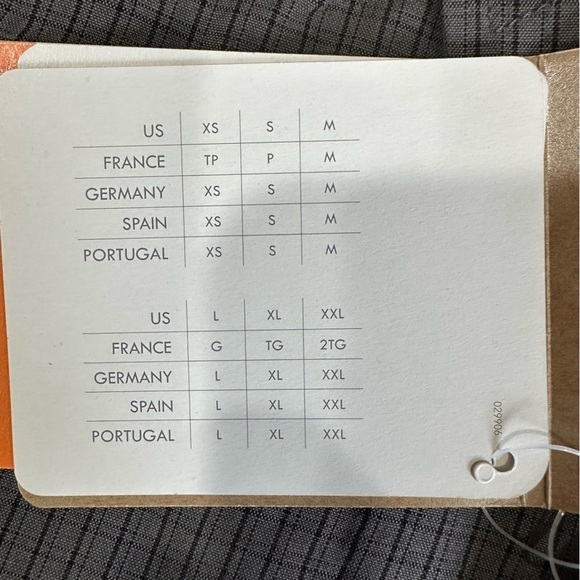 US XS S M
FRANCE TP P M
GERMANY XS S M
SPAIN XS S M
PORTUGAL XS S M
US L XL XXL
FRANCE G TG 2TG
GERMANY L XL XXL
SPAIN L XL XXL
PORTUGAL L XL XXL
029906